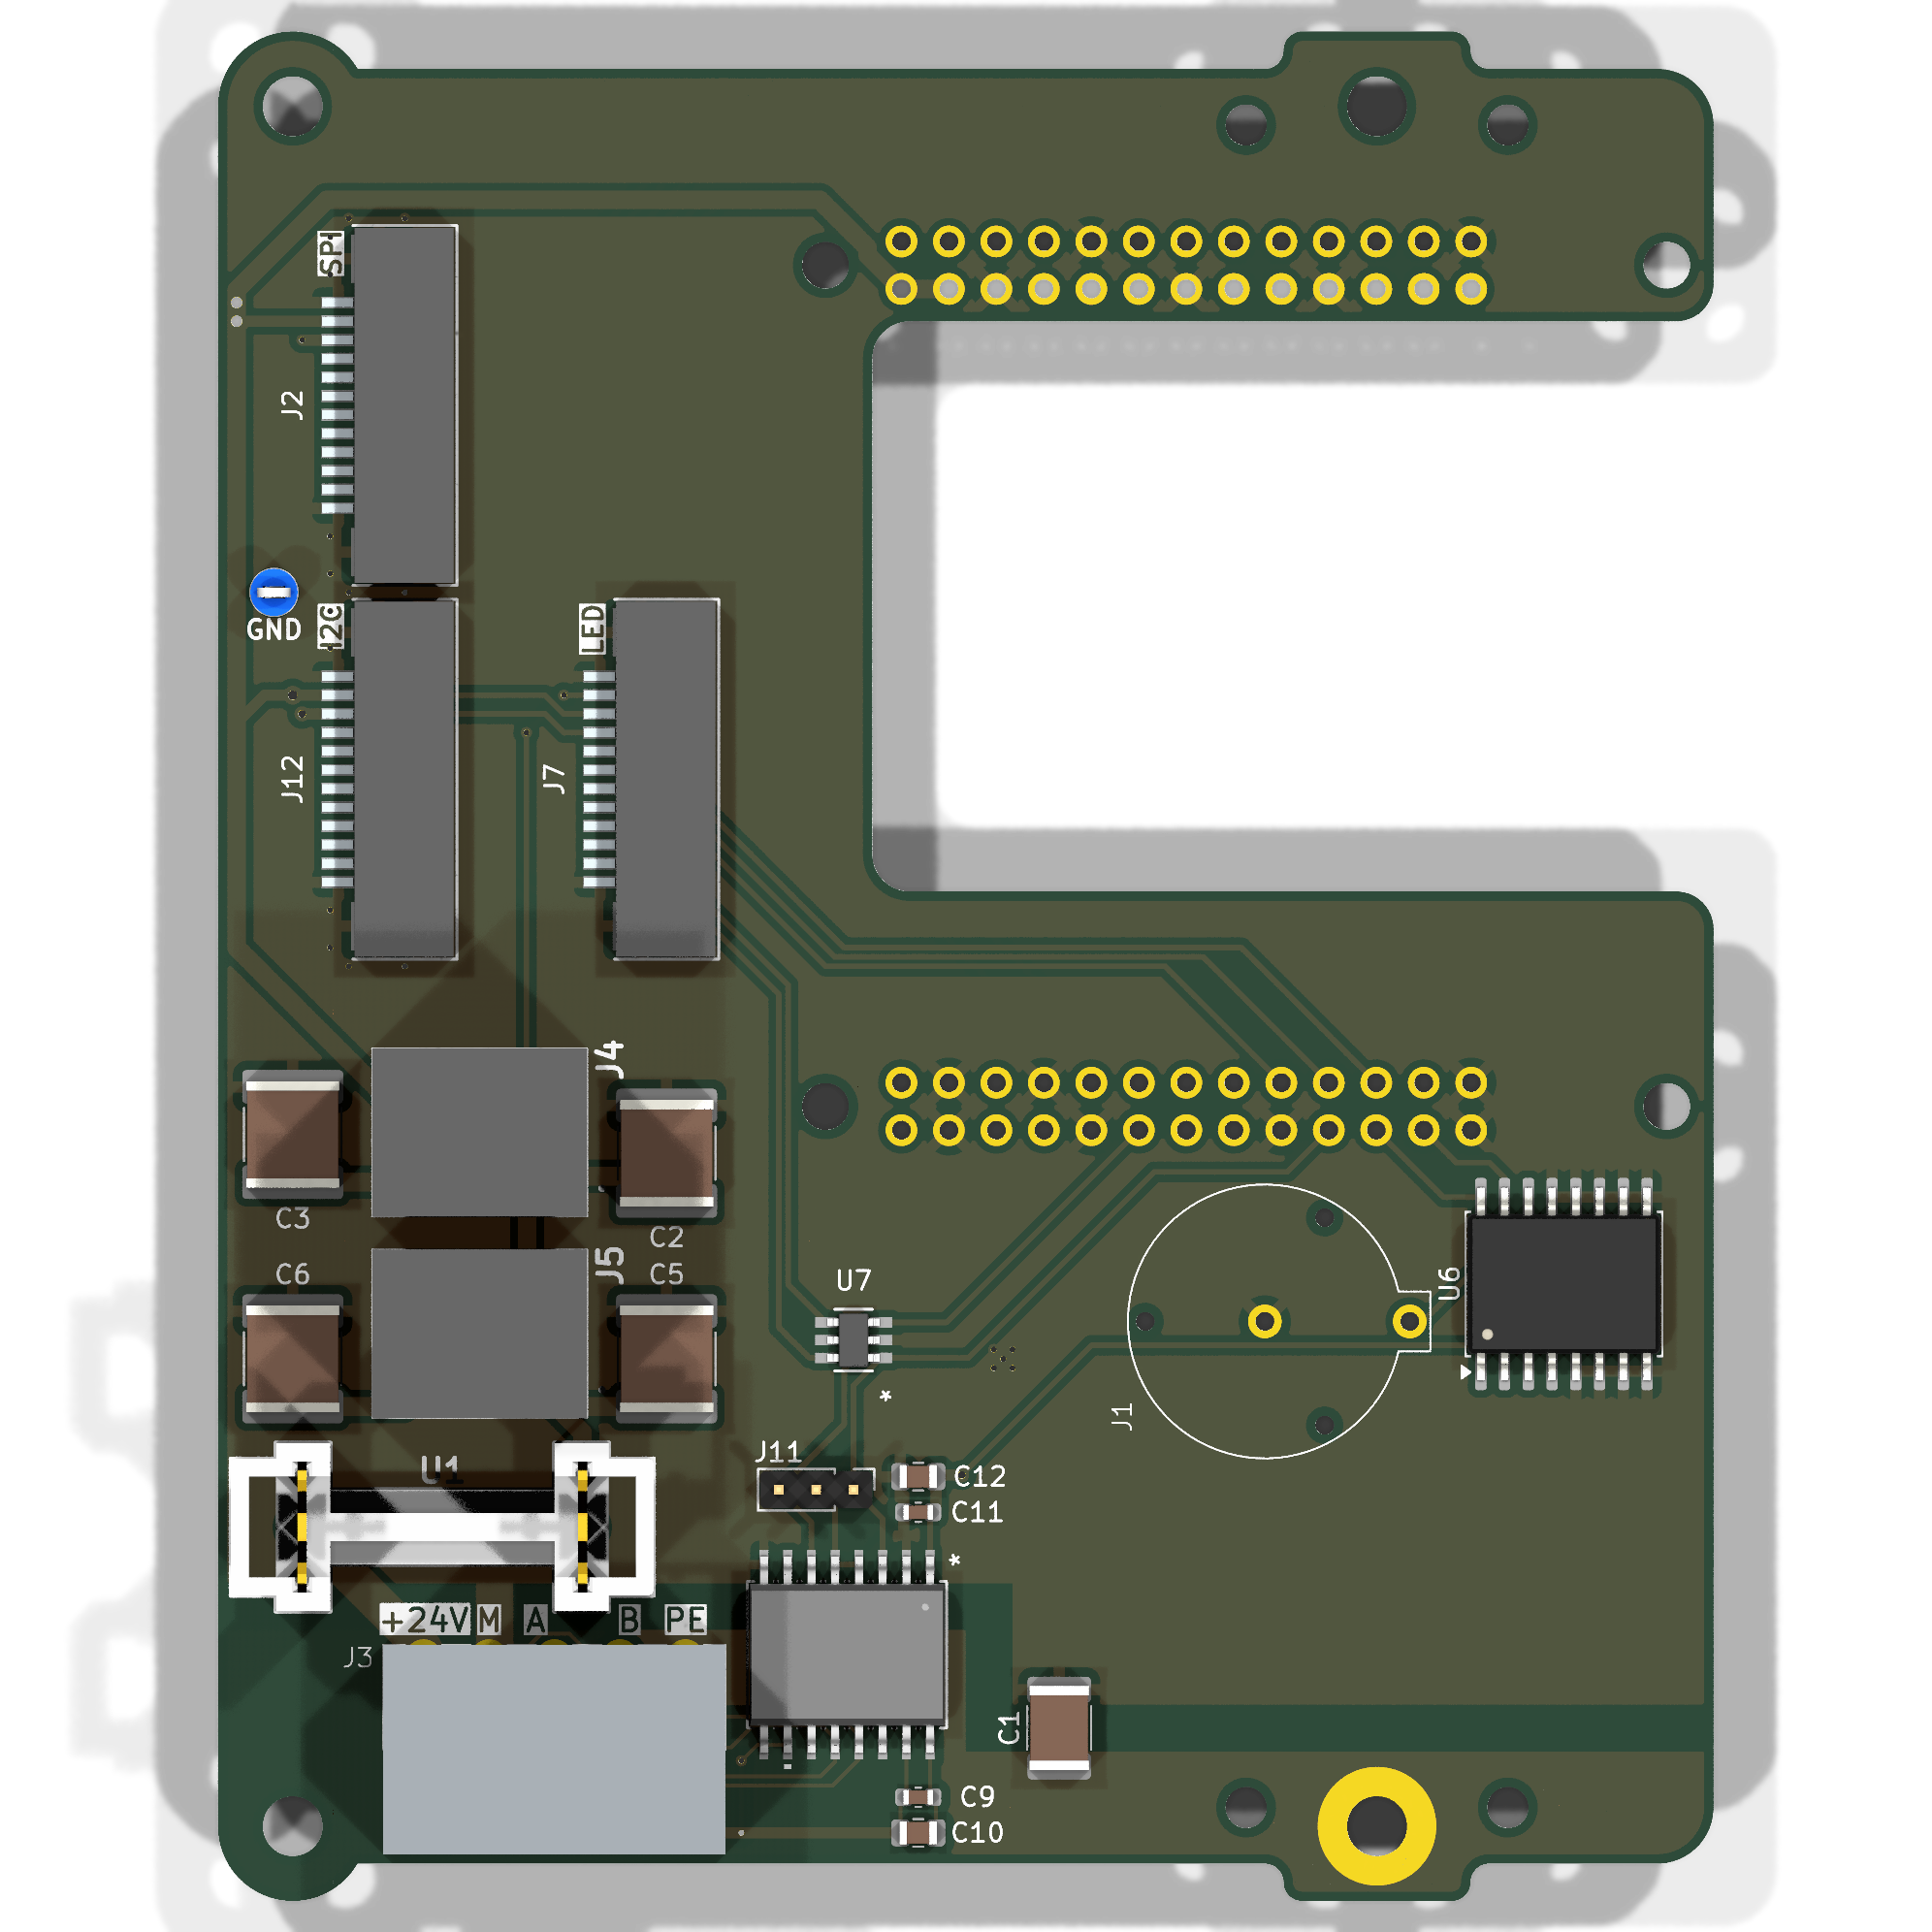 SPI
J2
GND
I2C
LED
J12
J7
J4
C3
C2
J5
C6
C5
U7
U6
*
J1
U1
J11
C12
C11
*
+24V M A B PE
J3
C1
C9
C10